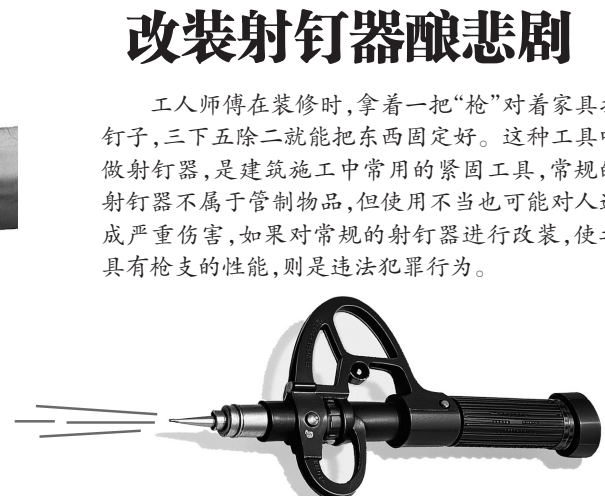 改装射钉器酿悲剧
工人师傅在装修时,拿着一把“枪”对着家具
钉子,三下五除二就能把东西固定好。这种工具
做射钉器,是建筑施工中常用的紧固工具,常规的
射钉器不属于管制物品,但使用不当也可能对人
成严重伤害,如果对常规的射钉器进行改装,使
具有枪支的性能,则是违法犯罪行为。